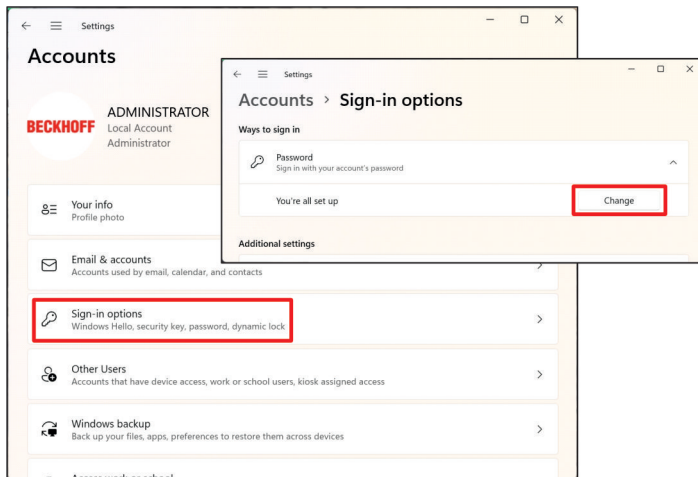 Settings
Accounts
BECKHOFF
ADMINISTRATOR
Local Account
Administrator
Your info
Profile photo
Email & accounts
Accounts used by email, calendar, and contacts
Sign-in options
Windows Hello, security key, password, dynamic lock
Other Users
Accounts that have device access, work or school users, kiosk assigned access
Windows backup
Back up your files, apps, preferences to restore them across devices
Settings
Accounts > Sign-in options
Ways to sign in
Password
Sign in with your account's password
You're all set up
Change
Additional settings